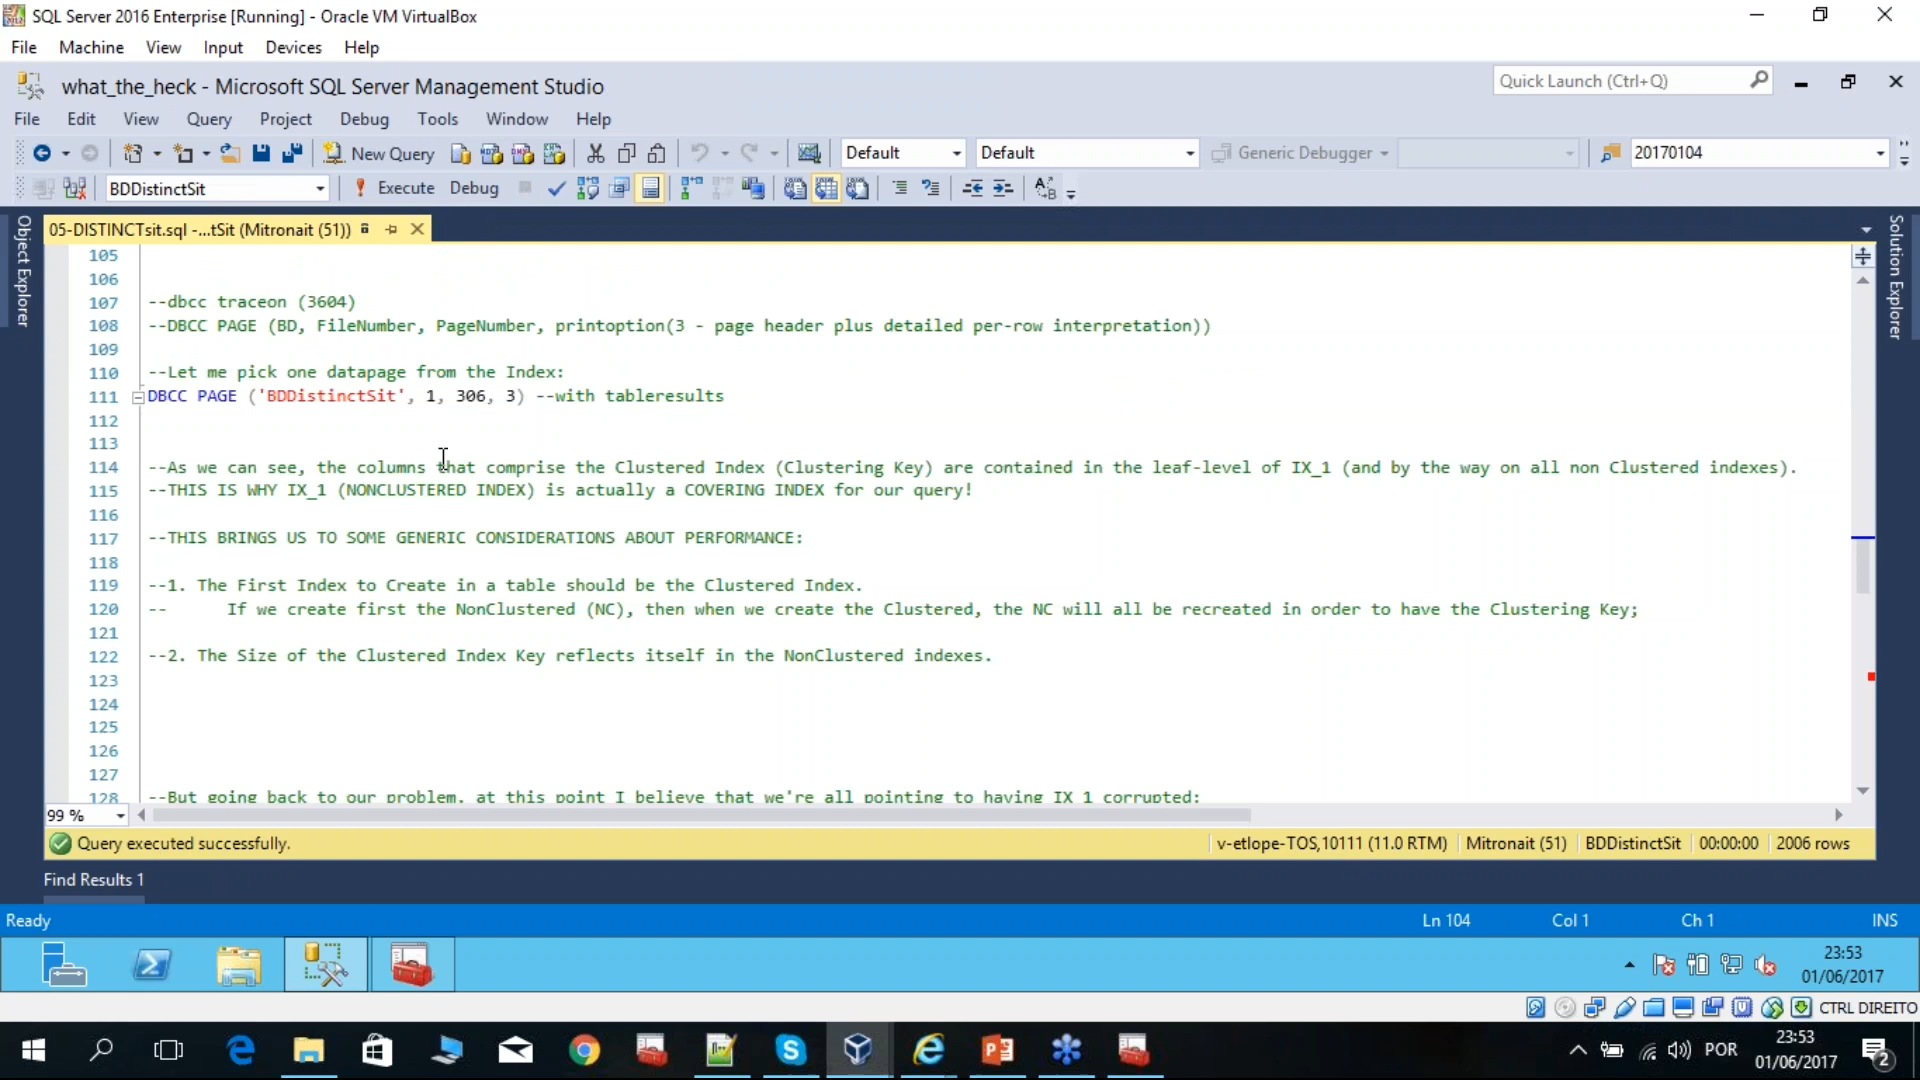 SQL Server 2016 Enterprise [Running] - Oracle VM VirtualBox
File Machine View Input Devices Help
what_the_heck - Microsoft SQL Server Management Studio
Quick Launch (Ctrl+Q)
File Edit View Query Project Debug Tools Window Help
New Query Default Default Generic Debugger 20170104
BDDistinctSit Execute Debug
Object Explorer
05-DISTINCTsit.sql -...tSit (Mitronait (51))
Solution Explorer
105
106
107 --dbcc traceon (3604)
108 --DBCC PAGE (BD, FileNumber, PageNumber, printoption(3 - page header plus detailed per-row interpretation))
109
110 --Let me pick one datapage from the Index:
111 DBCC PAGE ('BDDistinctSit', 1, 306, 3) --with tableresults
112
113
114 --As we can see, the columns that comprise the Clustered Index (Clustering Key) are contained in the leaf-level of IX_1 (and by the way on all non Clustered indexes).
115 --THIS IS WHY IX_1 (NONCLUSTERED INDEX) is actually a COVERING INDEX for our query!
116
117 --THIS BRINGS US TO SOME GENERIC CONSIDERATIONS ABOUT PERFORMANCE:
118
119 --1. The First Index to Create in a table should be the Clustered Index.
120 -- If we create first the NonClustered (NC), then when we create the Clustered, the NC will all be recreated in order to have the Clustering Key;
121
122 --2. The Size of the Clustered Index Key reflects itself in the NonClustered indexes.
123
124
125
126
127
128 --But going back to our problem, at this point I believe that we're all pointing to having IX_1 corrupted:
99 %
Query executed successfully. v-etlope-TOS,10111 (11.0 RTM) Mitronait (51) BDDistinctSit 00:00:00 2006 rows
Find Results 1
Ready Ln 104 Col 1 Ch 1 INS
23:53
01/06/2017
CTRL DIREITO
POR 23:53
01/06/2017
2